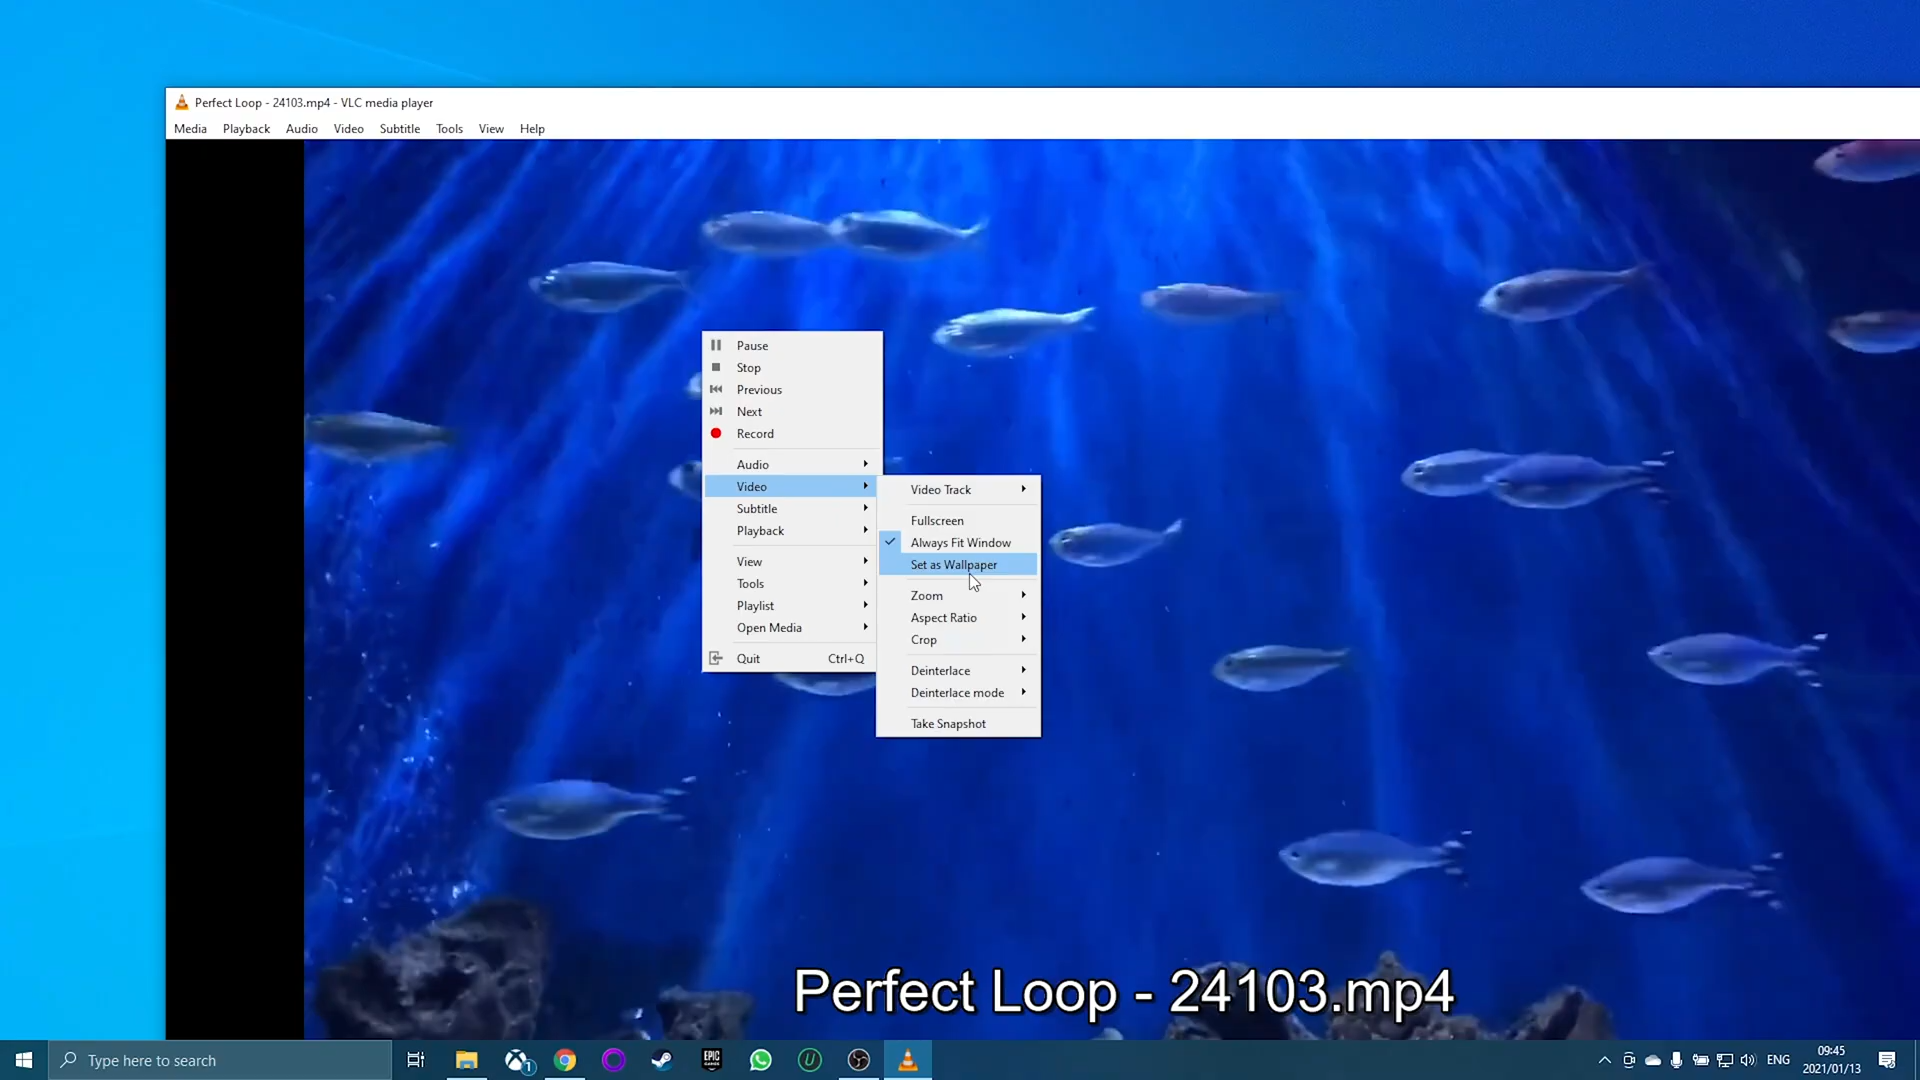 Perfect Loop - 24103.mp4 - VLC media player
Media Playback Audio Video Subtitle Tools View Help
Pause
Stop
Previous
Next
Record
Audio
Video
Subtitle
Playback
View
Tools
Playlist
Open Media
Quit Ctrl+Q
Video Track
Fullscreen
Always Fit Window
Set as Wallpaper
Zoom
Aspect Ratio
Crop
Deinterlace
Deinterlace mode
Take Snapshot
Perfect Loop - 24103.mp4
Type here to search
1
EPIC
GAMES
U
ENG
09:45
2021/01/13